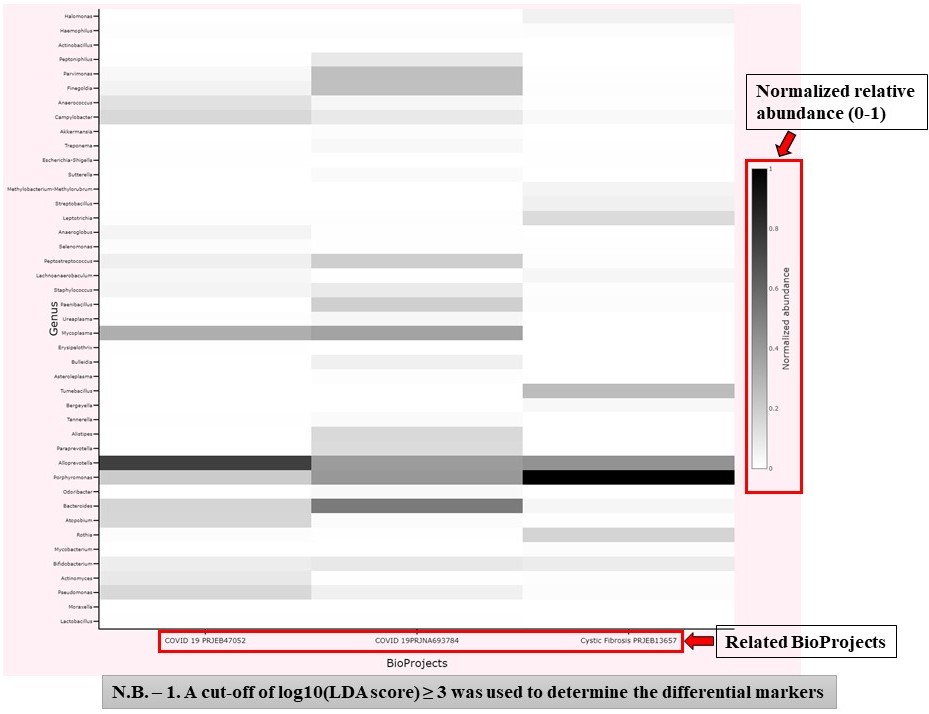 Halomonas
Haemophilus
Actinobacillus
Peptoniphilus
Parvimonas
Finegoldia
Anaerococcus
Campylobacter
Akkermansia
Treponema
Escherichia-Shigella
Sutterella
Methylobacterium-Methylorubrum
Streptobacillus
Leptotrichia
Anaeroglobus
Selenomonas
Peptostreptococcus
Lachnoanaerobaculum
Staphylococcus
Paenibacillus
Ureaplasma
Mycoplasma
Erysipelothrix
Bulleidia
Asteroleplasma
Tumebacillus
Bergeyella
Tannerella
Alistipes
Paraprevotella
Alloprevotella
Porphyromonas
Odoribacter
Bacteroides
Atopobium
Rothia
Mycobacterium
Bifidobacterium
Actinomyces
Pseudomonas
Moraxella
Lactobacillus
Genus
COVID 19 PRJEB47052
COVID 19PRJNA693784
Cystic Fibrosis PRJEB13657
BioProjects
Normalized relative
abundance (0-1)
1
0.8
0.6
0.4
0.2
0
Normalized abundance
Related BioProjects
N.B. – 1. A cut-off of log10(LDA score) ≥ 3 was used to determine the differential markers